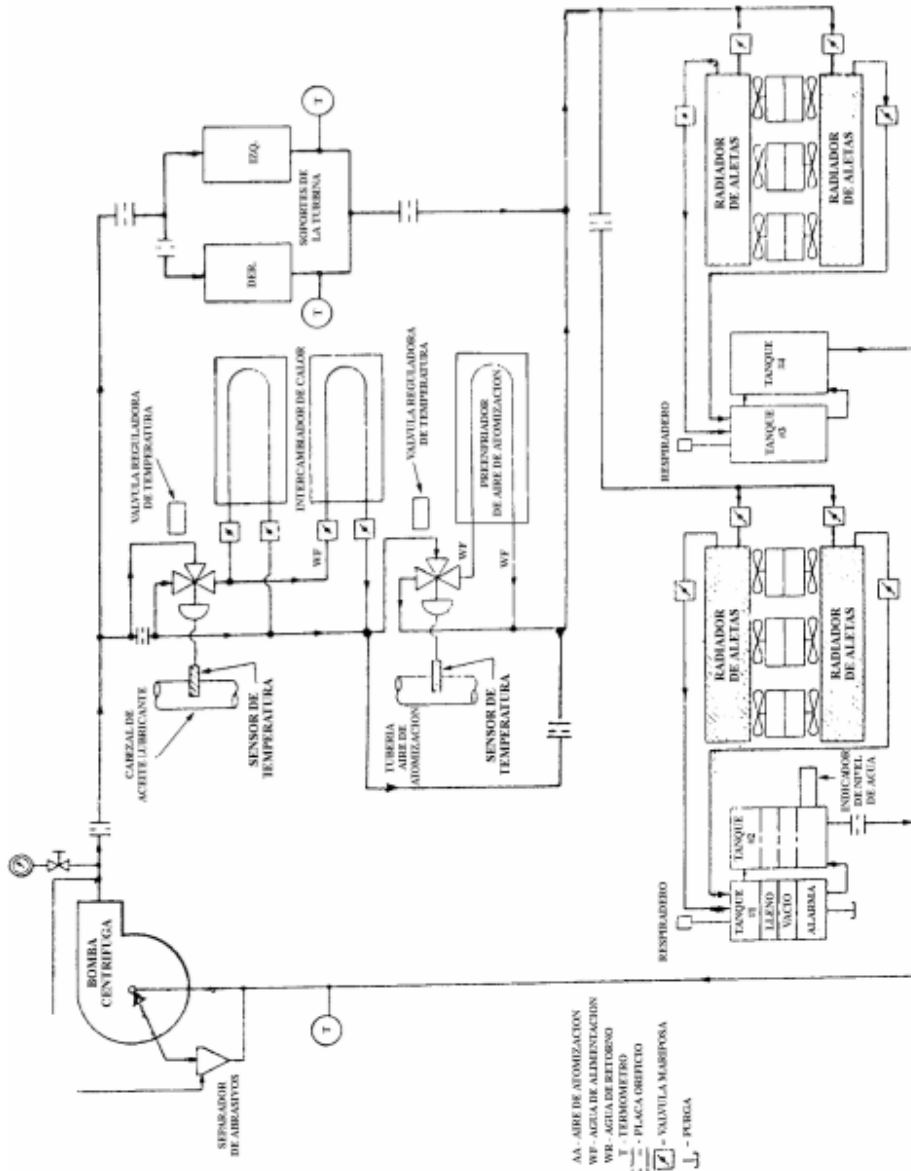 BOMBA
CENTRIFUGA
SEPARADOR
DE ABRASIVOS
T
CABEZAL DE
ACEITE LUBRICANTE
SENSOR DE
TEMPERATURA
VALVULA REGULADORA
DE TEMPERATURA
INTERCAMBIADOR DE CALOR
WF
TUBERIA
AIRE DE
ATOMIZACION
SENSOR DE
TEMPERATURA
VALVULA REGULADORA
DE TEMPERATURA
PREENFRIADOR
DE AIRE DE ATOMIZACION
WF
WF
DER.
IZQ.
SOPORTES DE
LA TURBINA
T
T
RESPIRADERO
TANQUE
#1
LLENO
VACIO
ALARMA
TANQUE
#2
INDICADOR
DE NIVEL
DE AGUA
RADIADOR
DE ALETAS
RADIADOR
DE ALETAS
RESPIRADERO
TANQUE
#3
TANQUE
#4
RADIADOR
DE ALETAS
RADIADOR
DE ALETAS
AA - AIRE DE ATOMIZACION
WF - AGUA DE ALIMENTACION
WR - AGUA DE RETORNO
T - TERMOMETRO
- PLACA ORIFICIO
= VALVULA MARIPOSA
- PURGA